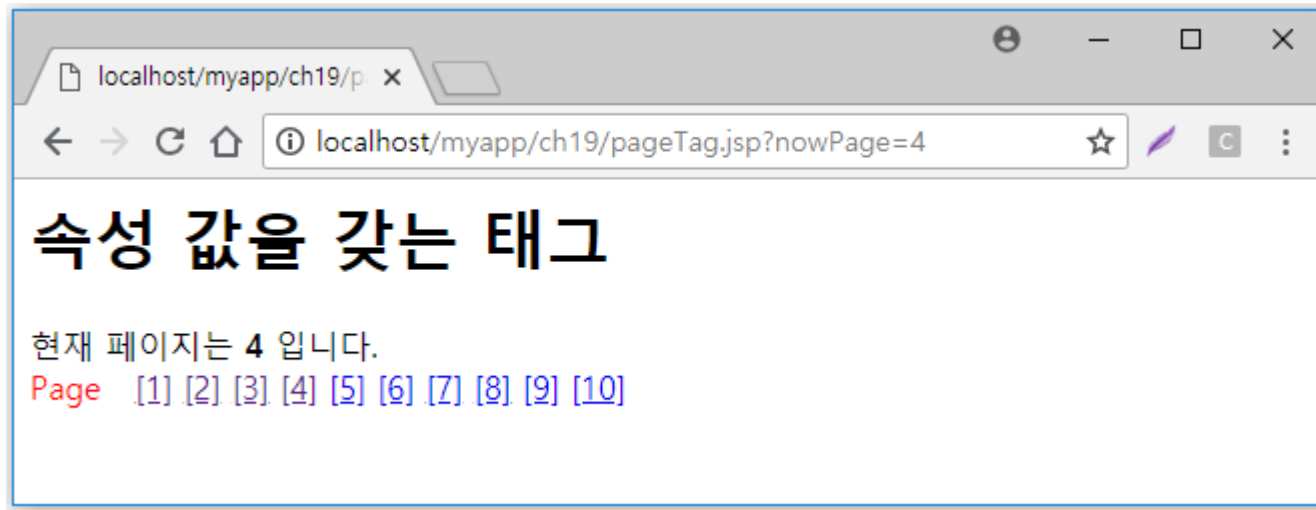 localhost/myapp/ch19/p
localhost/myapp/ch19/pageTag.jsp?nowPage=4
C
속성 값을 갖는 태그
현재 페이지는 4 입니다.
Page [1] [2] [3] [4] [5] [6] [7] [8] [9] [10]